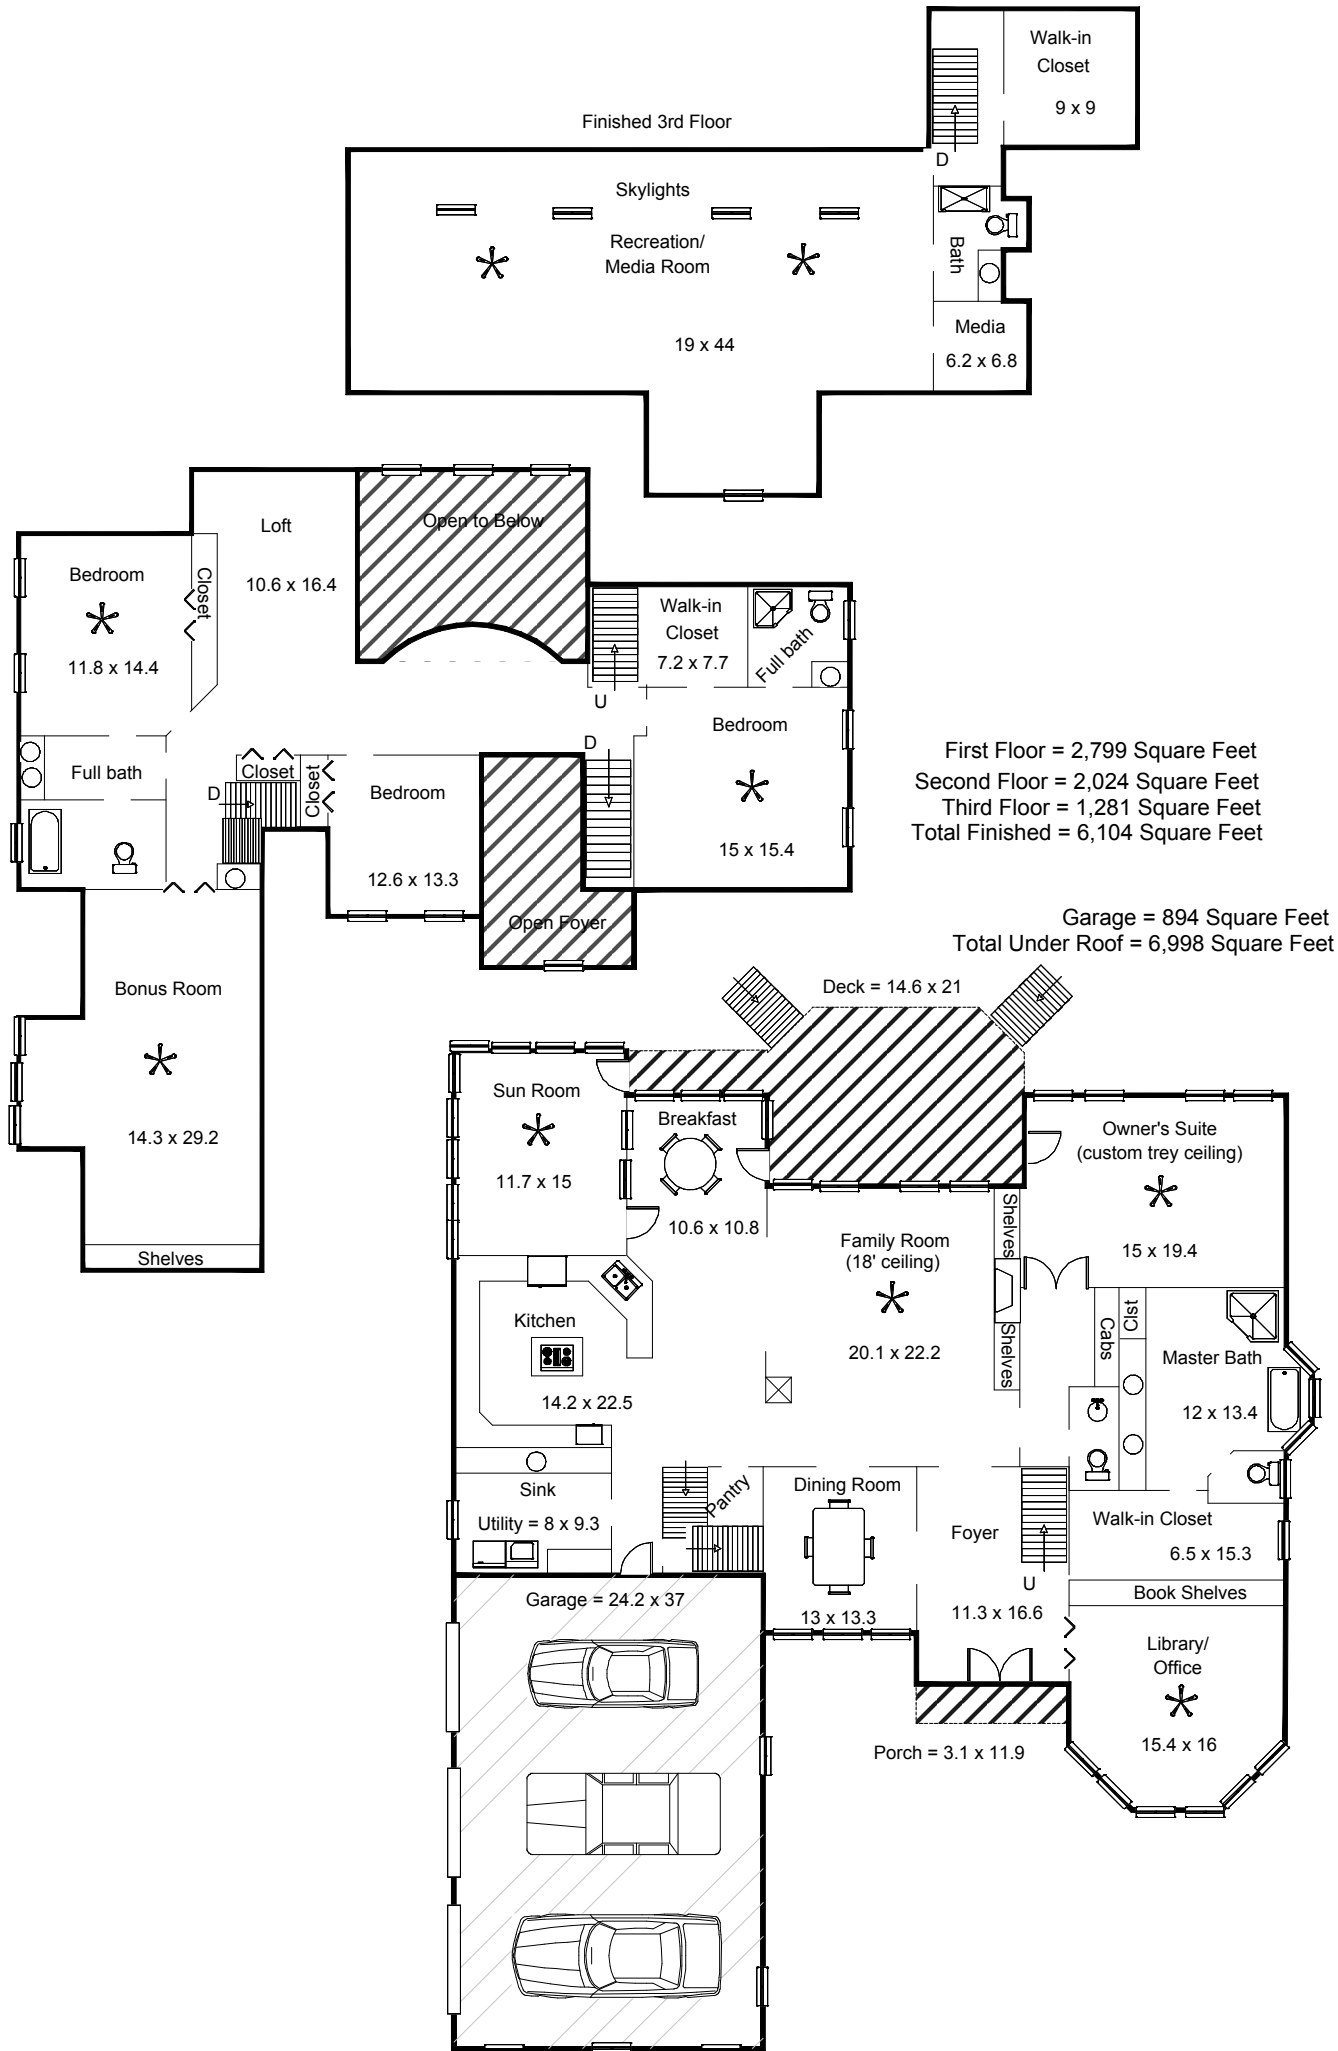 Walk-in
Closet
9 x 9
Finished 3rd Floor
D
Skylights
Recreation/
Media Room
19 x 44
Bath
Media
6.2 x 6.8
Loft
10.6 x 16.4
Open to Below
Bedroom
11.8 x 14.4
Closet
Walk-in
Closet
7.2 x 7.7
Full bath
U
D
Bedroom
15 x 15.4
Full bath
D
Closet
Closet
Bedroom
12.6 x 13.3
Open Foyer
Bonus Room
14.3 x 29.2
Shelves
First Floor = 2,799 Square Feet
Second Floor = 2,024 Square Feet
Third Floor = 1,281 Square Feet
Total Finished = 6,104 Square Feet
Garage = 894 Square Feet
Total Under Roof = 6,998 Square Feet
Deck = 14.6 x 21
Sun Room
11.7 x 15
Breakfast
10.6 x 10.8
Family Room
(18' ceiling)
20.1 x 22.2
Shelves
Shelves
Owner's Suite
(custom trey ceiling)
15 x 19.4
Kitchen
14.2 x 22.5
Cabs
Clst
Master Bath
12 x 13.4
Sink
Utility = 8 x 9.3
Pantry
Dining Room
13 x 13.3
Foyer
11.3 x 16.6
U
Walk-in Closet
6.5 x 15.3
Book Shelves
Library/
Office
15.4 x 16
Garage = 24.2 x 37
Porch = 3.1 x 11.9